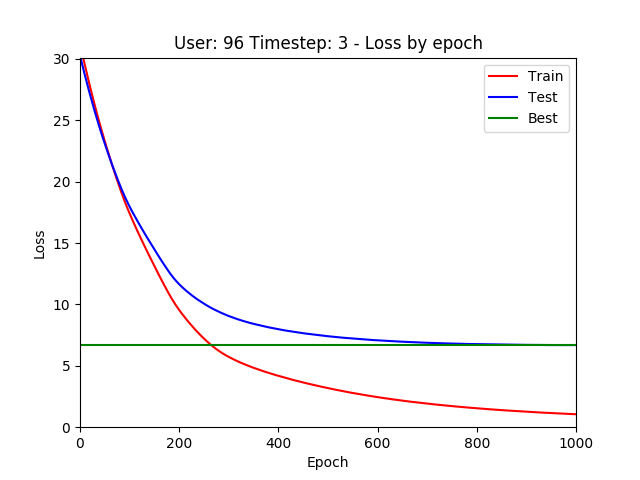 User: 96 Timestep: 3 - Loss by epoch
30
25
20
15
10
5
0
Loss
Train
Test
Best
0 200 400 600 800 1000
Epoch